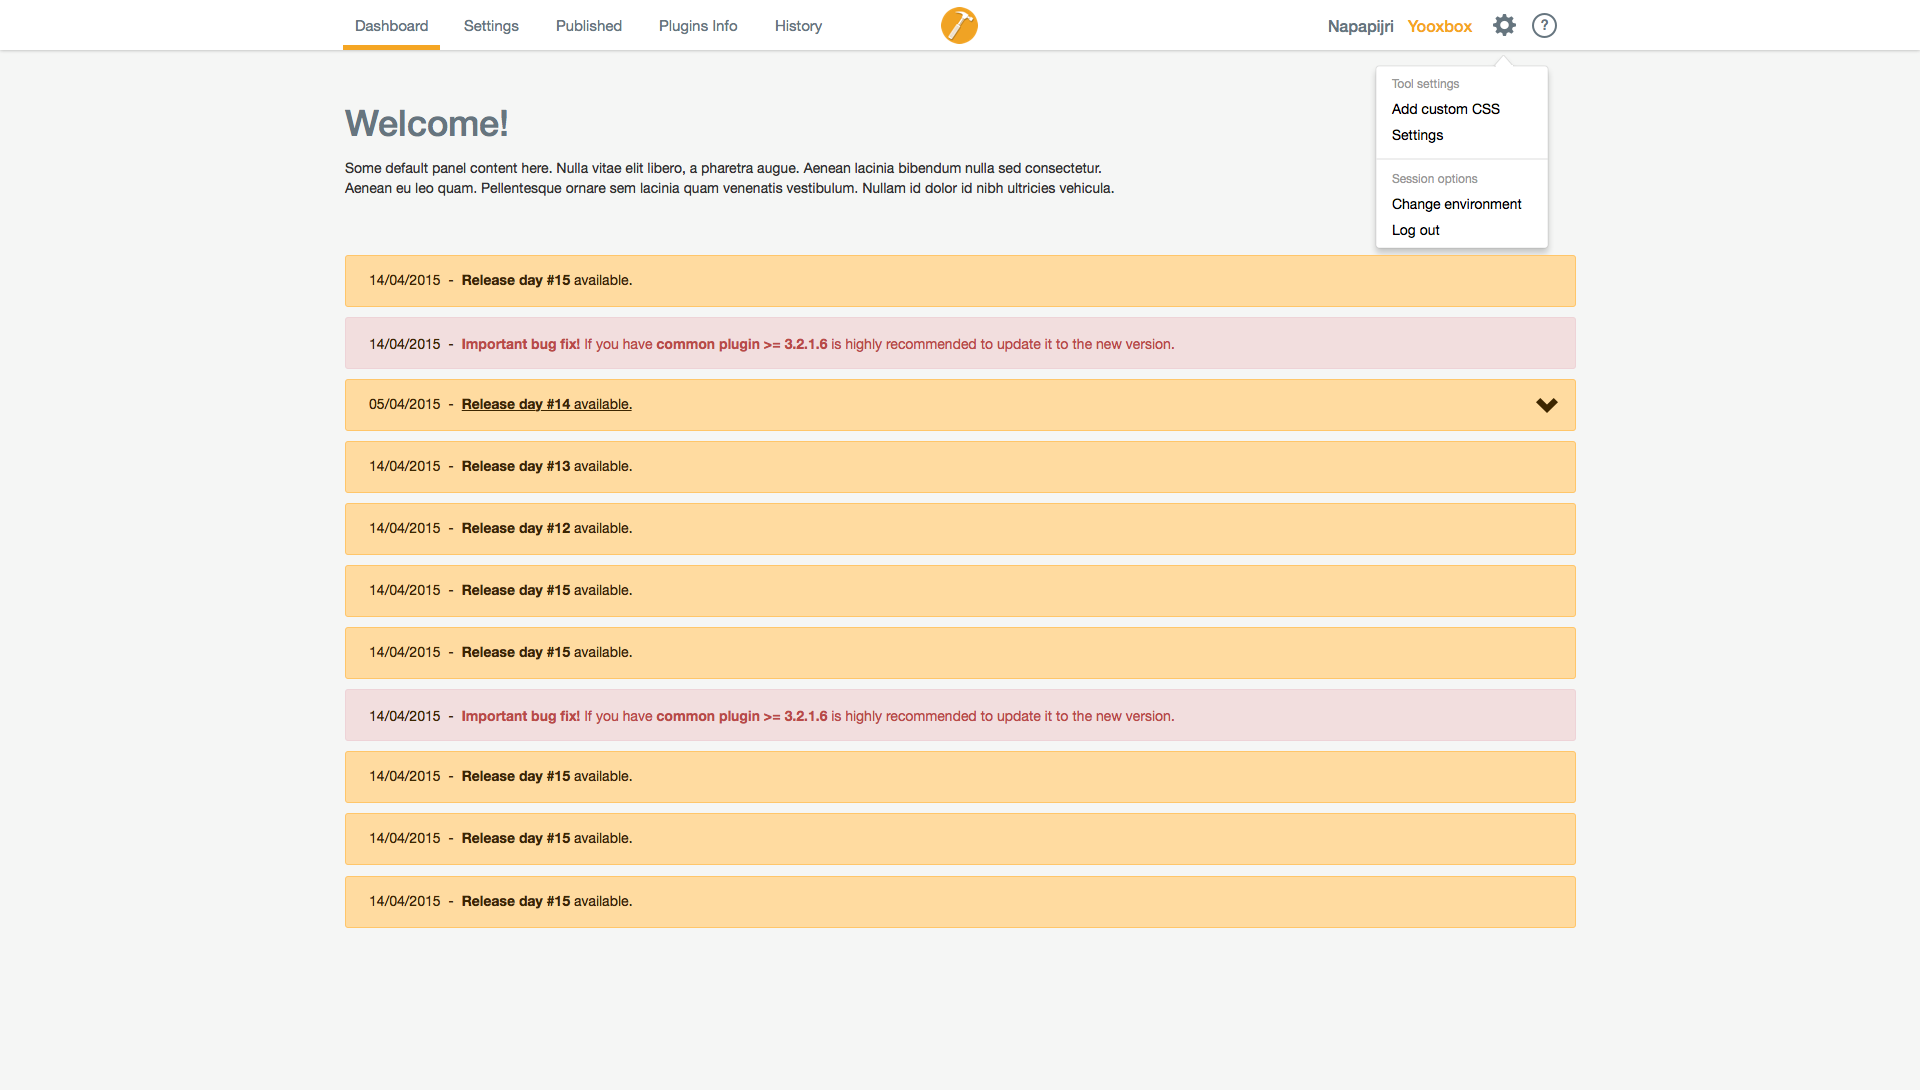 Dashboard Settings Published Plugins Info History Napapijri Yooxbox ?
Tool settings
Add custom CSS
Settings
Session options
Change environment
Log out
Welcome!
Some default panel content here. Nulla vitae elit libero, a pharetra augue. Aenean lacinia bibendum nulla sed consectetur.
Aenean eu leo quam. Pellentesque ornare sem lacinia quam venenatis vestibulum. Nullam id dolor id nibh ultricies vehicula.
14/04/2015 - Release day #15 available.
14/04/2015 - Important bug fix! If you have common plugin >= 3.2.1.6 is highly recommended to update it to the new version.
05/04/2015 - Release day #14 available.
14/04/2015 - Release day #13 available.
14/04/2015 - Release day #12 available.
14/04/2015 - Release day #15 available.
14/04/2015 - Release day #15 available.
14/04/2015 - Important bug fix! If you have common plugin >= 3.2.1.6 is highly recommended to update it to the new version.
14/04/2015 - Release day #15 available.
14/04/2015 - Release day #15 available.
14/04/2015 - Release day #15 available.